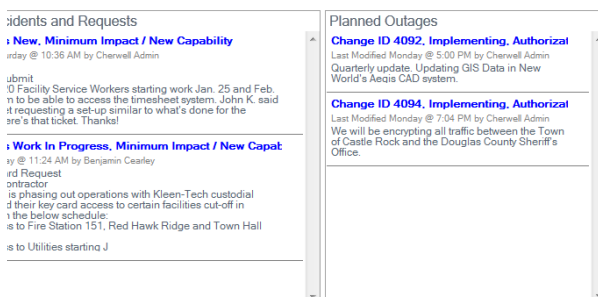 cidents and Requests
s New, Minimum Impact / New Capability
urday @ 10:36 AM by Cherwell Admin
ubmit
20 Facility Service Workers starting work Jan. 25 and Feb.
m to be able to access the timesheet system. John K. said
et requesting a set-up similar to what's done for the
ere's that ticket. Thanks!
s Work In Progress, Minimum Impact / New Capab
ay @ 11:24 AM by Benjamin Cearley
rd Request
ontractor
is phasing out operations with Kleen-Tech custodial
d their key card access to certain facilities cut-off in
n the below schedule:
ss to Fire Station 151, Red Hawk Ridge and Town Hall
ss to Utilities starting J
Planned Outages
Change ID 4092, Implementing, Authorizat
Last Modified Monday @ 5:00 PM by Cherwell Admin
Quarterly update. Updating GIS Data in New
World's Aegis CAD system.
Change ID 4094, Implementing, Authorizat
Last Modified Monday @ 7:04 PM by Cherwell Admin
We will be encrypting all traffic between the Town
of Castle Rock and the Douglas County Sheriff's
Office.